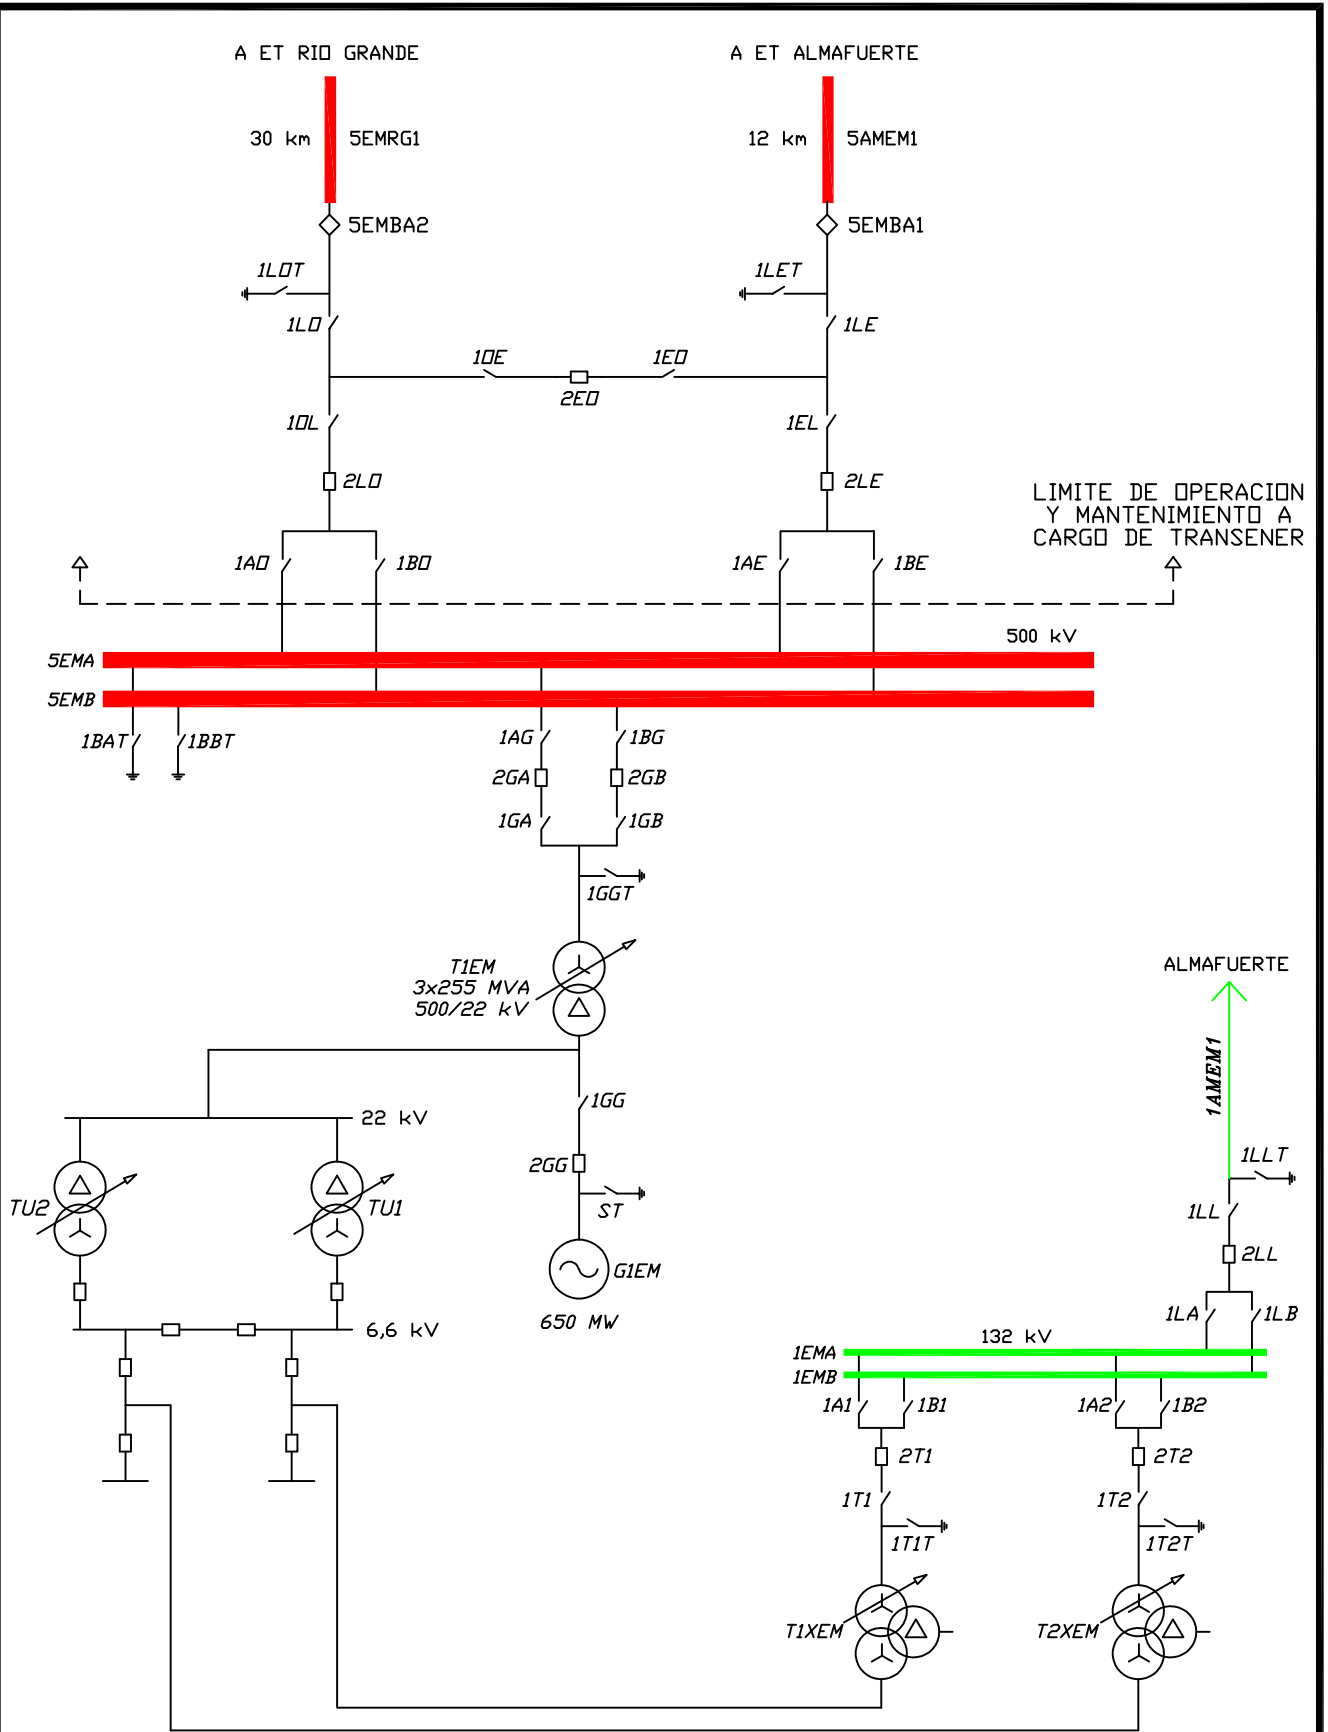 A ET RIO GRANDE
A ET ALMAFUERTE
30 km
5EMRG1
12 km
5AMEM1
5EMBA2
5EMBA1
1LOT
1LET
1LO
1LE
1OE
1EO
2EO
1OL
1EL
2LO
2LE
LIMITE DE OPERACION
Y MANTENIMIENTO A
CARGO DE TRANSENER
1AO
1BO
1AE
1BE
500 kV
5EMA
5EMB
1BAT
1BBT
1AG
1BG
2GA
2GB
1GA
1GB
1GGT
T1EM
3x255 MVA
500/22 kV
ALMAFUERTE
1AMEM1
1GG
22 kV
2GG
1LLT
TU2
TU1
ST
1LL
2LL
G1EM
650 MW
6,6 kV
1LA
1LB
132 kV
1EMA
1EMB
1A1
1B1
1A2
1B2
2T1
2T2
1T1
1T2
1T1T
1T2T
T1XEM
T2XEM